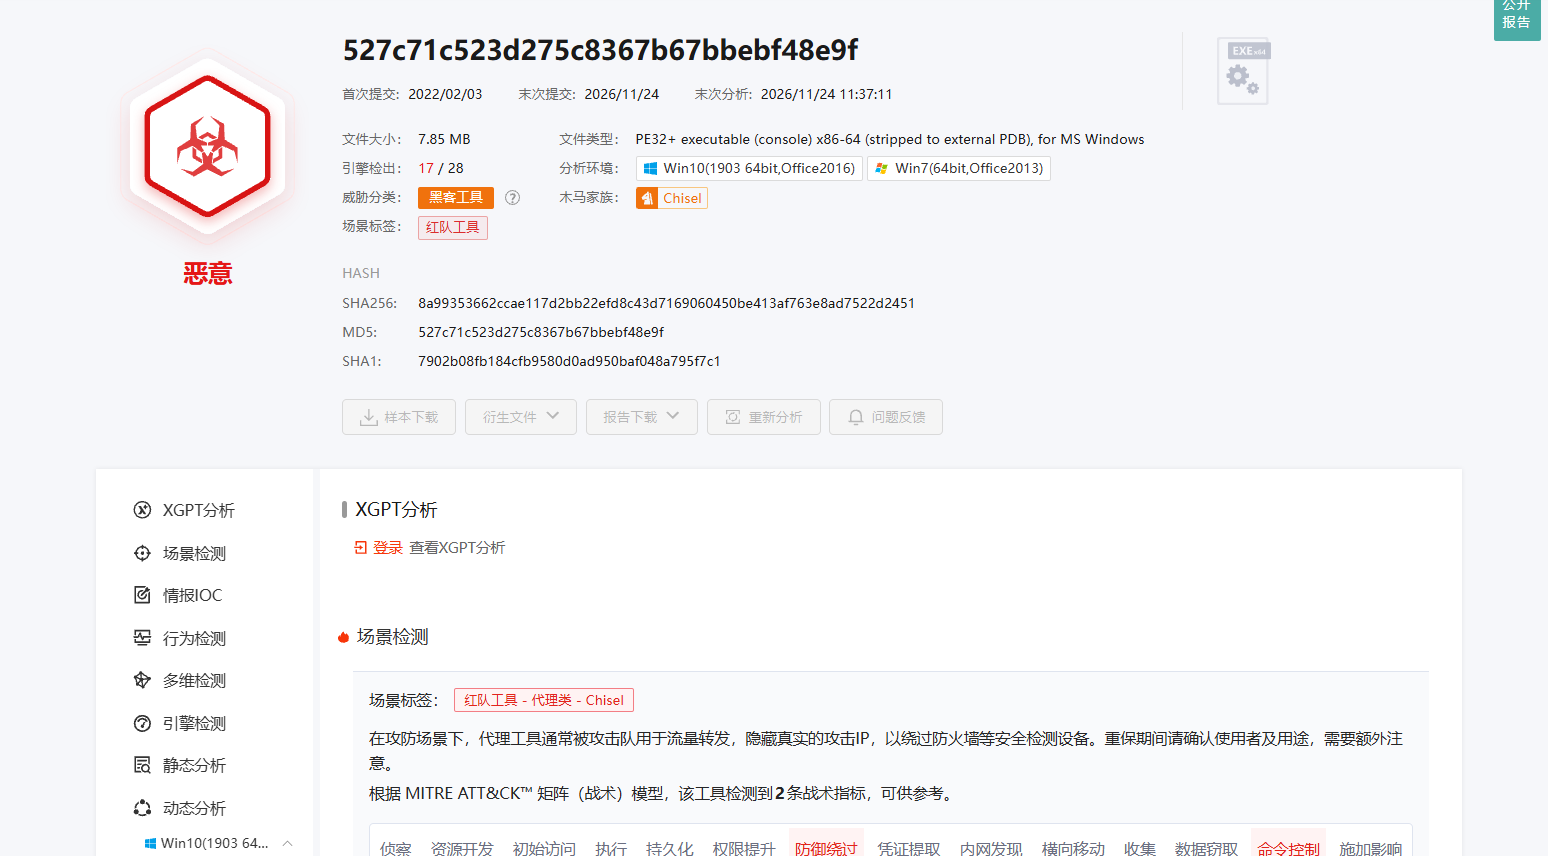 公开
报告
527c71c523d275c8367b67bbebf48e9f
EXE x64
首次提交: 2022/02/03 末次提交: 2026/11/24 末次分析: 2026/11/24 11:37:11
文件大小: 7.85 MB 文件类型: PE32+ executable (console) x86-64 (stripped to external PDB), for MS Windows
引擎检出: 17 / 28 分析环境: Win10(1903 64bit,Office2016) Win7(64bit,Office2013)
威胁分类: 黑客工具 ? 木马家族: Chisel
场景标签: 红队工具
恶意
HASH
SHA256: 8a99353662ccae117d2bb22efd8c43d7169060450be413af763e8ad7522d2451
MD5: 527c71c523d275c8367b67bbebf48e9f
SHA1: 7902b08fb184cfb9580d0ad950baf048a795f7c1
样本下载 衍生文件 报告下载 重新分析 问题反馈
XGPT分析
场景检测
情报IOC
行为检测
多维检测
引擎检测
静态分析
动态分析
Win10(1903 64...
XGPT分析
登录 查看XGPT分析
场景检测
场景标签: 红队工具 - 代理类 - Chisel
在攻防场景下，代理工具通常被攻击队用于流量转发，隐藏真实的攻击IP，以绕过防火墙等安全检测设备。重保期间请确认使用者及用途，需要额外注
意。
根据 MITRE ATT&CK™ 矩阵（战术）模型，该工具检测到2条战术指标，可供参考。
侦察 资源开发 初始访问 执行 持久化 权限提升 防御绕过 凭证提取 内网发现 横向移动 收集 数据窃取 命令控制 施加影响